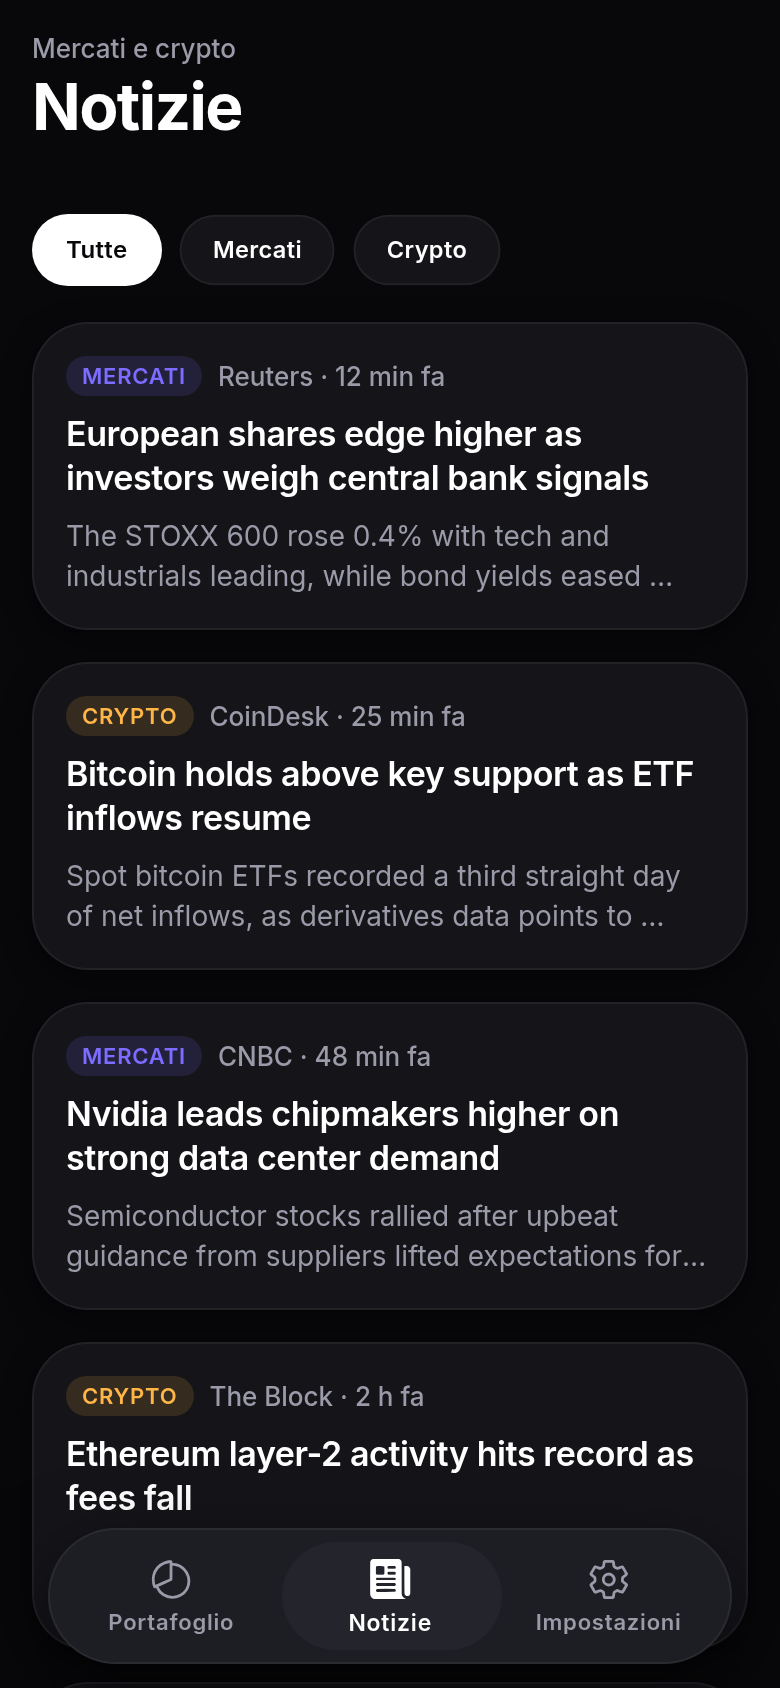 Mercati e crypto
Notizie
Tutte
Mercati
Crypto
MERCATI Reuters · 12 min fa
European shares edge higher as
investors weigh central bank signals
The STOXX 600 rose 0.4% with tech and
industrials leading, while bond yields eased ...
CRYPTO CoinDesk · 25 min fa
Bitcoin holds above key support as ETF
inflows resume
Spot bitcoin ETFs recorded a third straight day
of net inflows, as derivatives data points to ...
MERCATI CNBC · 48 min fa
Nvidia leads chipmakers higher on
strong data center demand
Semiconductor stocks rallied after upbeat
guidance from suppliers lifted expectations for...
CRYPTO The Block · 2 h fa
Ethereum layer-2 activity hits record as
fees fall
Portafoglio
Notizie
Impostazioni